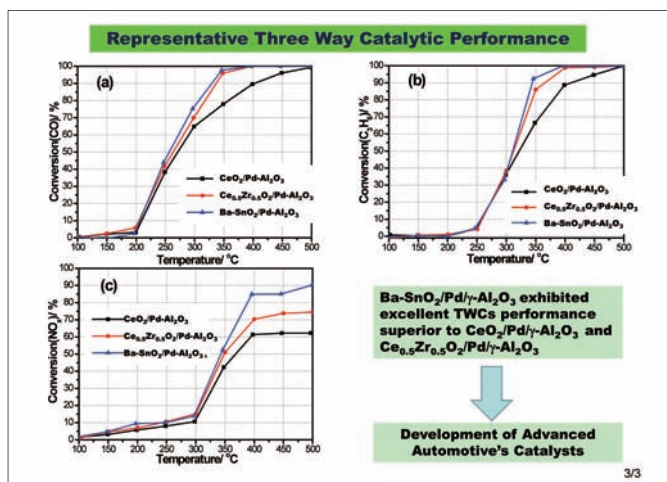 Representative Three Way Catalytic Performance
(a)
Conversion(CO)/ %
100
90
80
70
60
50
40
30
20
10
0
CeO₂/Pd-Al₂O₃
Ce₀.₅Zr₀.₅O₂/Pd-Al₂O₃
Ba-SnO₂/Pd-Al₂O₃
100 150 200 250 300 350 400 450 500
Temperature/ °C
(b)
100
90
80
70
60
50
40
30
20
10
0
CeO₂/Pd-Al₂O₃
Ce₀.₅Zr₀.₅O₂/Pd-Al₂O₃
Ba-SnO₂/Pd-Al₂O₃
100 150 200 250 300 350 400 450 500
Temperature/ °C
(c)
Conversion(NOₓ)/ %
100
90
80
70
60
50
40
30
20
10
0
CeO₂/Pd-Al₂O₃
Ce₀.₅Zr₀.₅O₂/Pd-Al₂O₃
Ba-SnO₂/Pd-Al₂O₃₊
100 150 200 250 300 350 400 450 500
Temperature/ °C
Ba-SnO₂/Pd/γ-Al₂O₃ exhibited
excellent TWCs performance
superior to CeO₂/Pd/γ-Al₂O₃ and
Ce₀.₅Zr₀.₅O₂/Pd/γ-Al₂O₃
Development of Advanced
Automotive's Catalysts
3/3